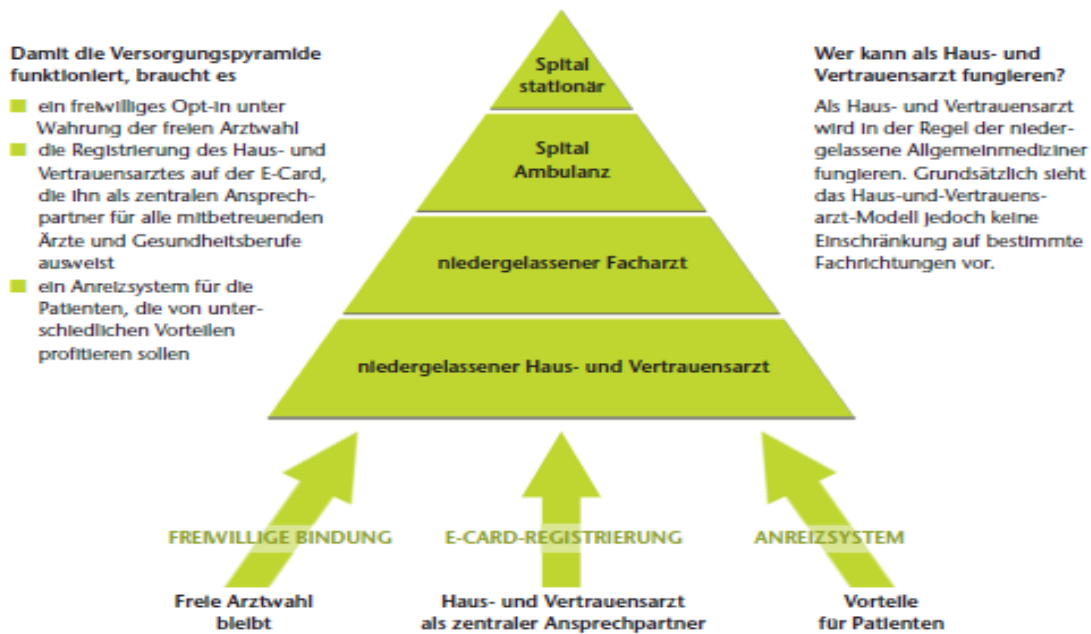 Damit die Versorgungspyramide
funktioniert, braucht es
ein freiwilliges Opt-in unter
Wahrung der freien Arztwahl
die Registrierung des Haus- und
Vertrauensarztes auf der E-Card,
die ihn als zentralen Ansprech-
partner für alle mitbetreuenden
Ärzte und Gesundheitsberufe
ausweist
ein Anreizsystem für die
Patienten, die von unter-
schiedlichen Vorteilen
profitieren sollen
Spital
stationär
Spital
Ambulanz
niedergelassener Facharzt
niedergelassener Haus- und Vertrauensarzt
Wer kann als Haus- und
Vertrauensarzt fungieren?
Als Haus- und Vertrauensarzt
wird in der Regel der nieder-
gelassene Allgemeinmediziner
fungieren. Grundsätzlich sieht
das Haus-und-Vertrauens-
arzt-Modell jedoch keine
Einschränkung auf bestimmte
Fachrichtungen vor.
FREIWILLIGE BINDUNG
E-CARD-REGISTRIERUNG
ANREIZSYSTEM
Freie Arztwahl
bleibt
Haus- und Vertrauensarzt
als zentraler Ansprechpartner
Vorteile
für Patienten